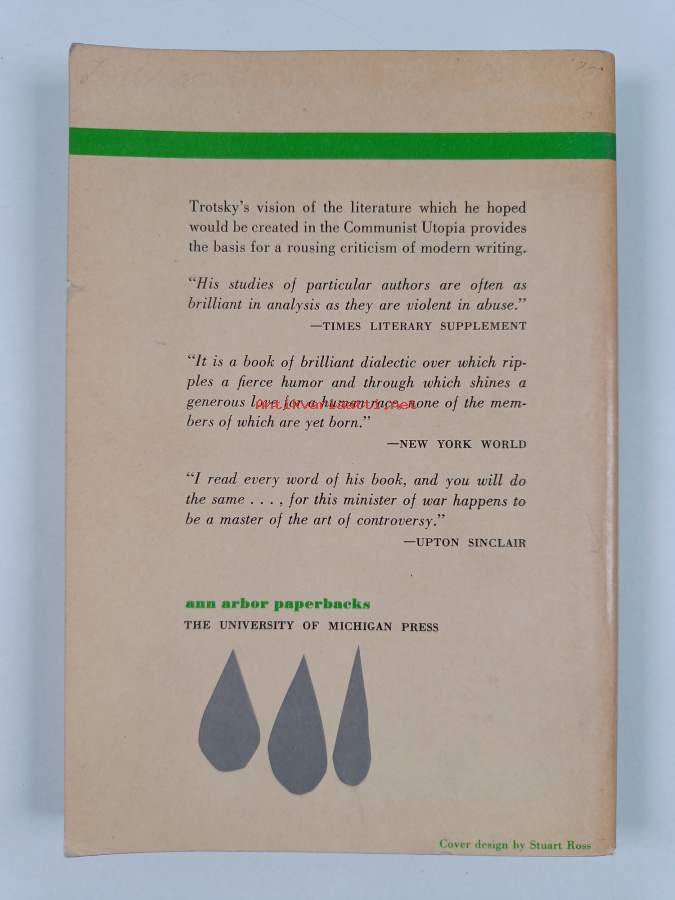 Trotsky's vision of the literature which he hoped
would be created in the Communist Utopia provides
the basis for a rousing criticism of modern writing.
"His studies of particular authors are often as
brilliant in analysis as they are violent in abuse."
—TIMES LITERARY SUPPLEMENT
"It is a book of brilliant dialectic over which rip-
ples a fierce humor and through which shines a
generous love for a human race none of the mem-
bers of which are yet born."
Antikvariaatti.net
—NEW YORK WORLD
"I read every word of his book, and you will do
the same . . . , for this minister of war happens to
be a master of the art of controversy."
—UPTON SINCLAIR
ann arbor paperbacks
THE UNIVERSITY OF MICHIGAN PRESS
Cover design by Stuart Ross